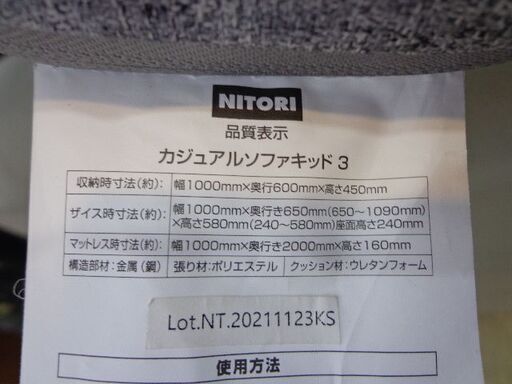 NITORI
品質表示
カジュアルソファキッド 3
収納時寸法(約): 幅1000mm×奥行600mm×高さ450mm
ザイス時寸法(約): 幅1000mm×奥行き650mm(650~1090mm)
×高さ580mm(240~580mm)座面高さ240mm
マットレス時寸法(約): 幅1000mm×奥行き2000mm×高さ160mm
構造部材:金属(鋼) 張り材:ポリエステル クッション材:ウレタンフォーム
Lot.NT.20211123KS
使用方法